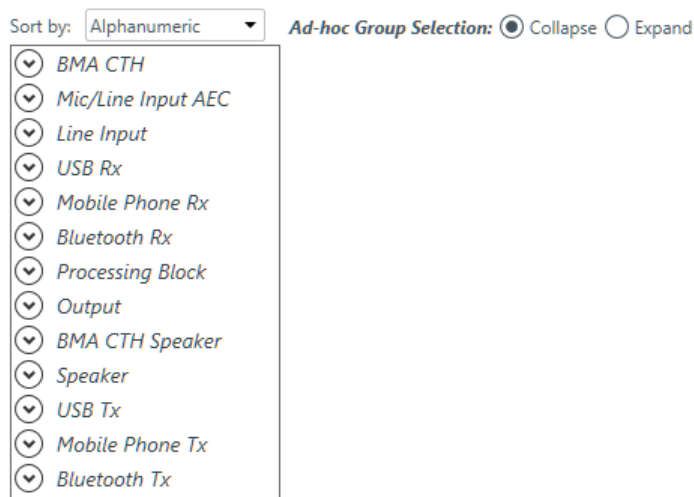 Sort by: Alphanumeric Ad-hoc Group Selection: Collapse Expand
BMA CTH
Mic/Line Input AEC
Line Input
USB Rx
Mobile Phone Rx
Bluetooth Rx
Processing Block
Output
BMA CTH Speaker
Speaker
USB Tx
Mobile Phone Tx
Bluetooth Tx